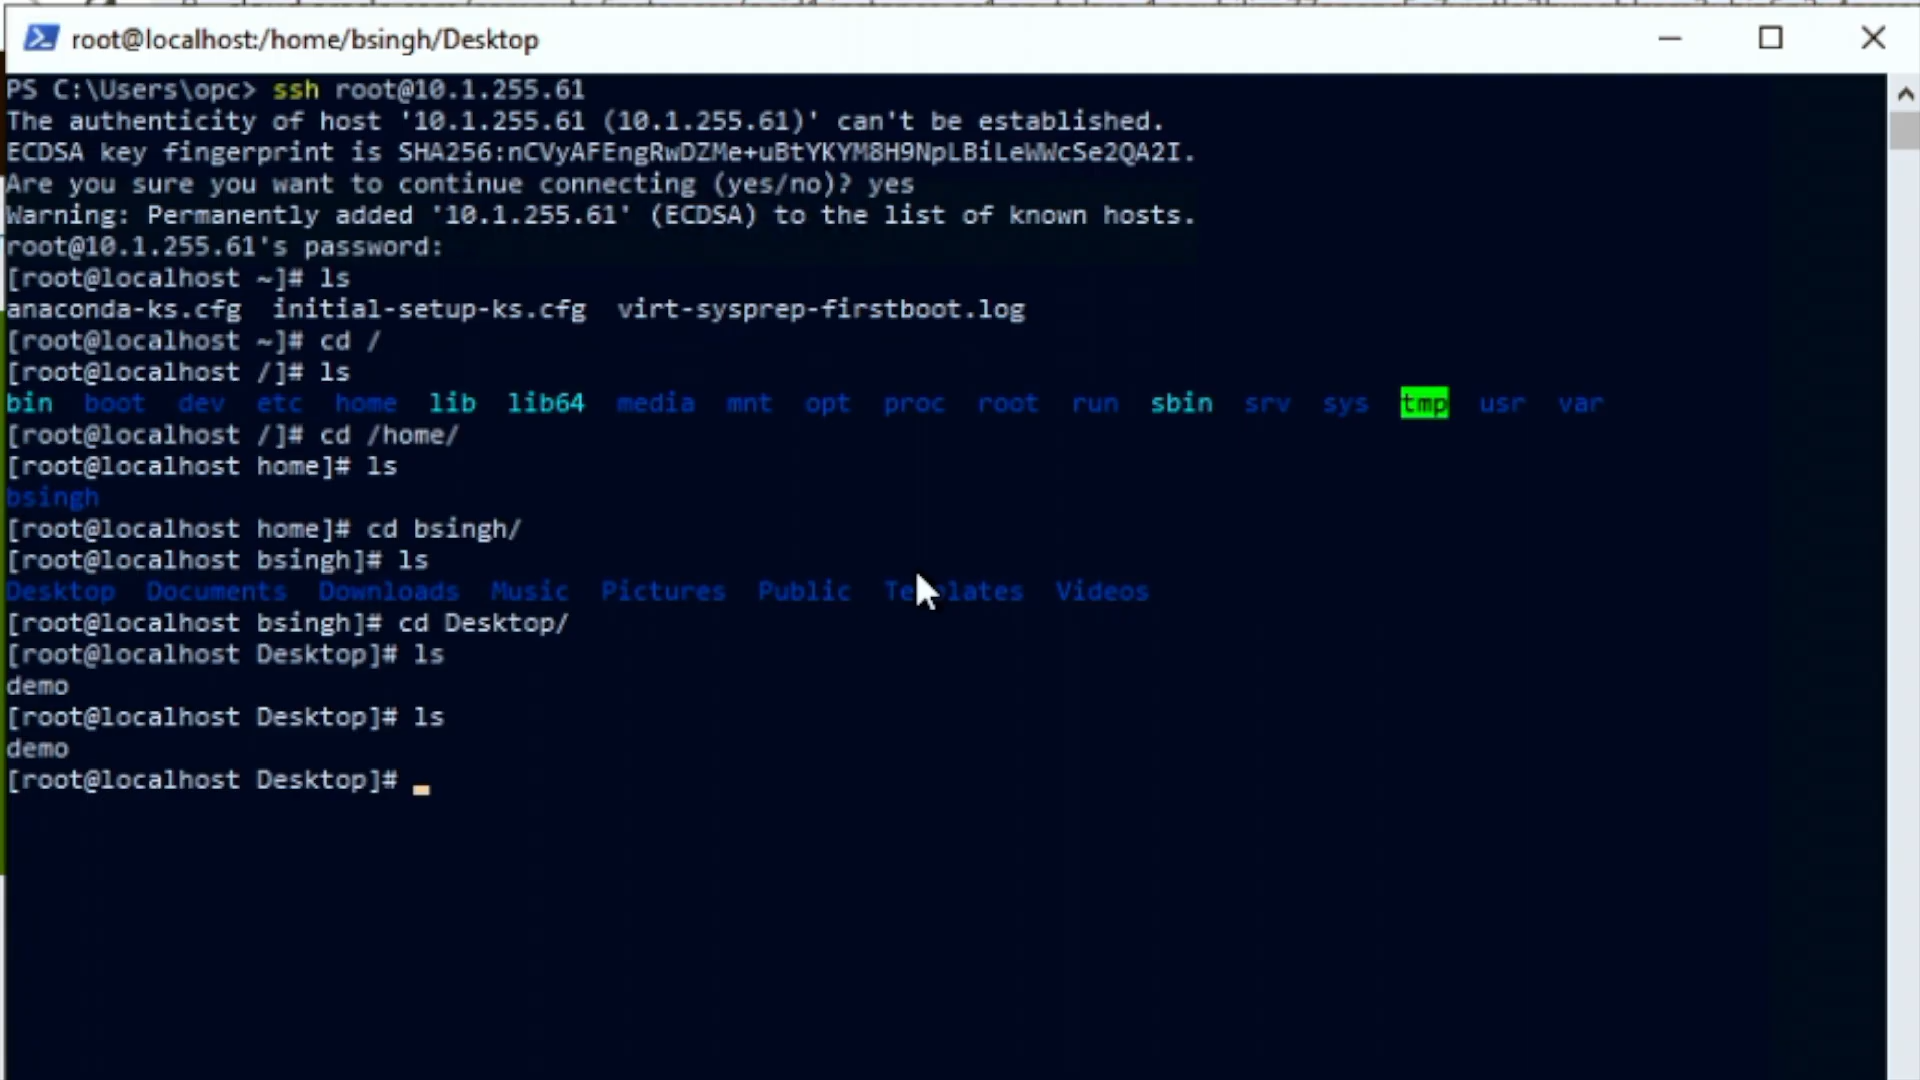 root@localhost:/home/bsingh/Desktop
PS C:\Users\opc> ssh root@10.1.255.61
The authenticity of host '10.1.255.61 (10.1.255.61)' can't be established.
ECDSA key fingerprint is SHA256:nCVyAFEngRwDZMe+uBtYKYM8H9NpLBiLeWWcSe2QA2I.
Are you sure you want to continue connecting (yes/no)? yes
Warning: Permanently added '10.1.255.61' (ECDSA) to the list of known hosts.
root@10.1.255.61's password:
[root@localhost ~]# ls
anaconda-ks.cfg  initial-setup-ks.cfg  virt-sysprep-firstboot.log
[root@localhost ~]# cd /
[root@localhost /]# ls
bin  boot  dev  etc  home  lib  lib64  media  mnt  opt  proc  root  run  sbin  srv  sys  tmp  usr  var
[root@localhost /]# cd /home/
[root@localhost home]# ls
bsingh
[root@localhost home]# cd bsingh/
[root@localhost bsingh]# ls
Desktop  Documents  Downloads  Music  Pictures  Public  Templates  Videos
[root@localhost bsingh]# cd Desktop/
[root@localhost Desktop]# ls
demo
[root@localhost Desktop]# ls
demo
[root@localhost Desktop]#